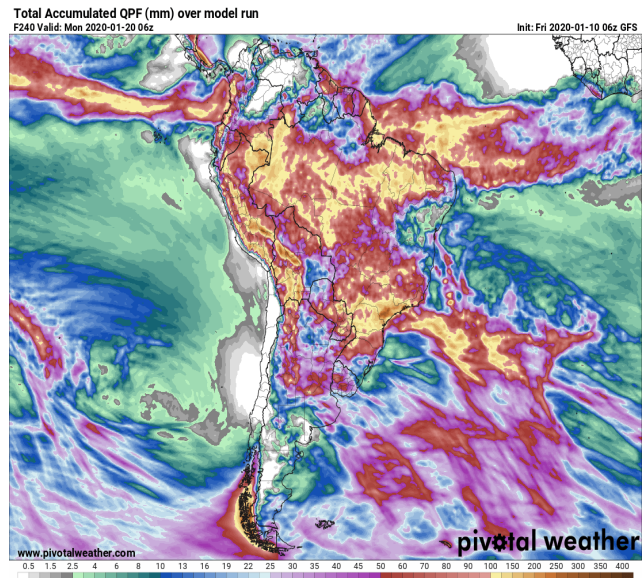 Total Accumulated QPF (mm) over model run
F240 Valid: Mon 2020-01-20 06z
Init: Fri 2020-01-10 06z GFS
pivotal weather
www.pivotalweather.com
0.5 1.5 2.5 4 6 8 10 13 16 19 22 25 30 35 40 45 50 60 70 80 90 100 150 200 250 300 350 400